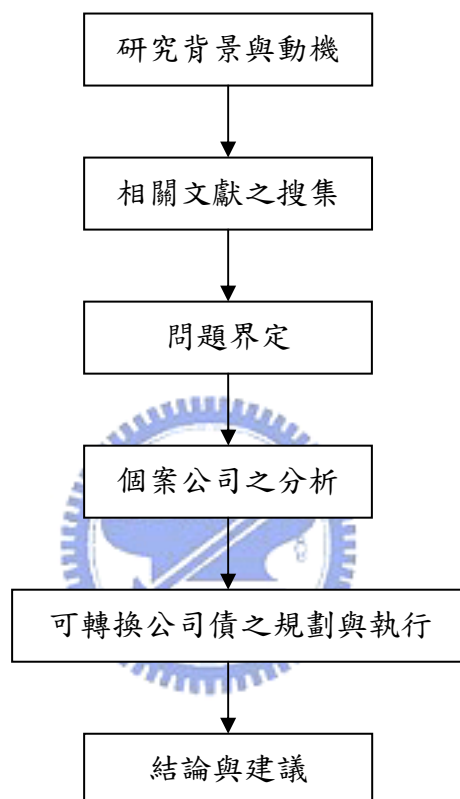 研究背景與動機
相關文獻之搜集
問題界定
個案公司之分析
可轉換公司債之規劃與執行
結論與建議